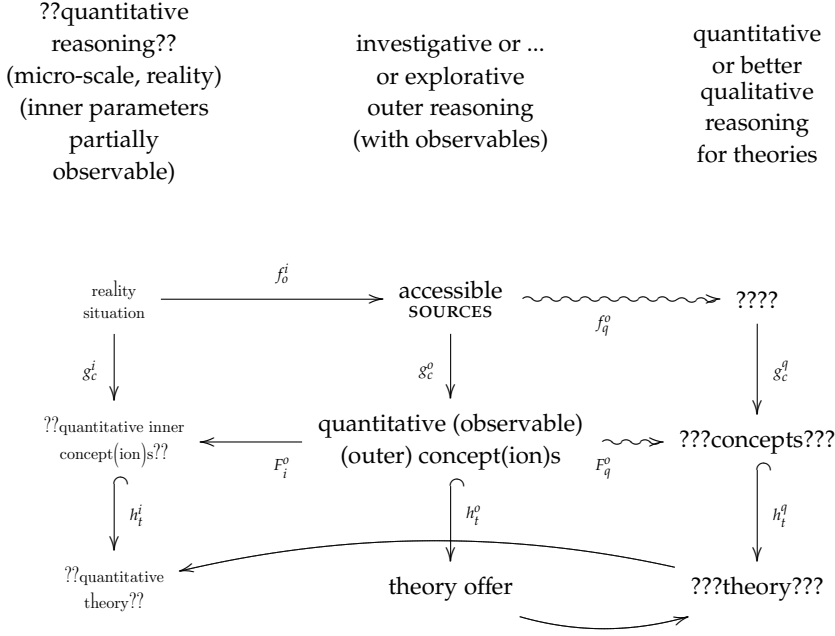 ??quantitative
reasoning??
(micro-scale, reality)
(inner parameters
partially
observable)
investigative or ...
or explorative
outer reasoning
(with observables)
quantitative
or better
qualitative
reasoning
for theories
reality
situation
f_o^i
accessible
SOURCES
f_q^o
????
g_c^i
g_c^o
g_c^q
??quantitative inner
concept(ion)s??
F_i^o
quantitative (observable)
(outer) concept(ion)s
F_q^o
???concepts???
h_t^i
h_t^o
h_t^q
??quantitative
theory??
theory offer
???theory???